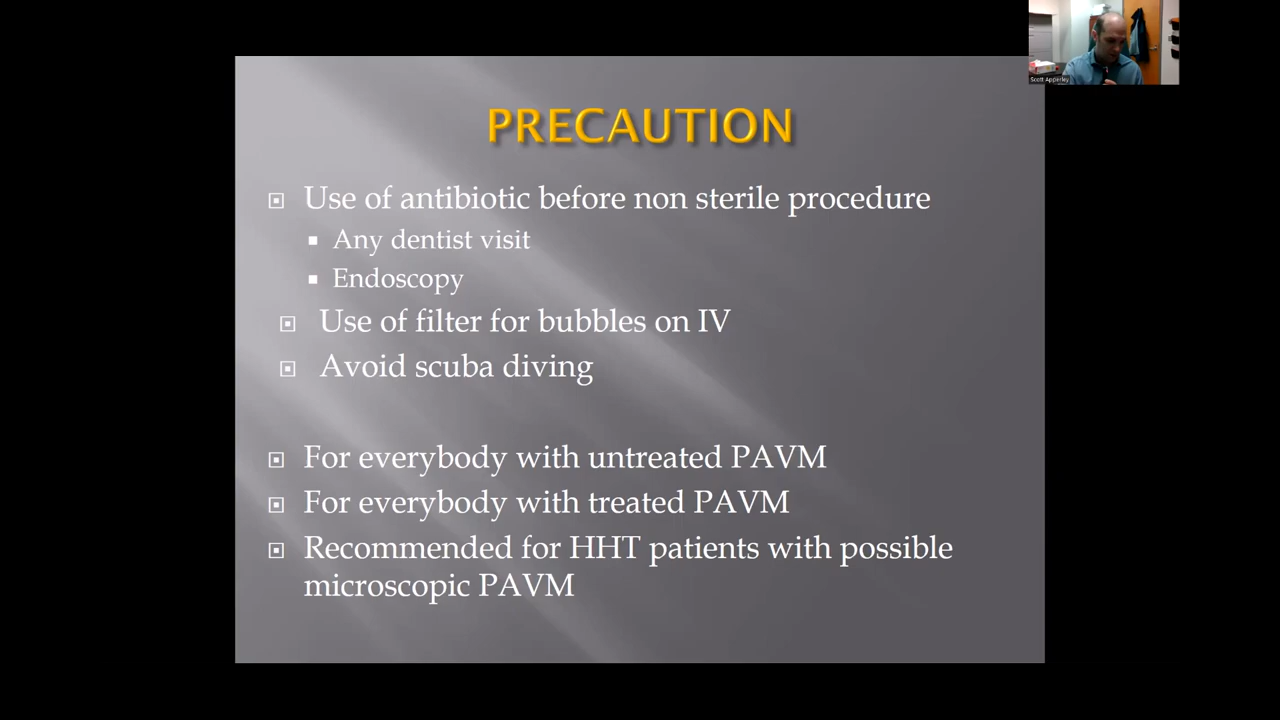 Scott Apperley
PRECAUTION
Use of antibiotic before non sterile procedure
Any dentist visit
Endoscopy
Use of filter for bubbles on IV
Avoid scuba diving
For everybody with untreated PAVM
For everybody with treated PAVM
Recommended for HHT patients with possible
microscopic PAVM